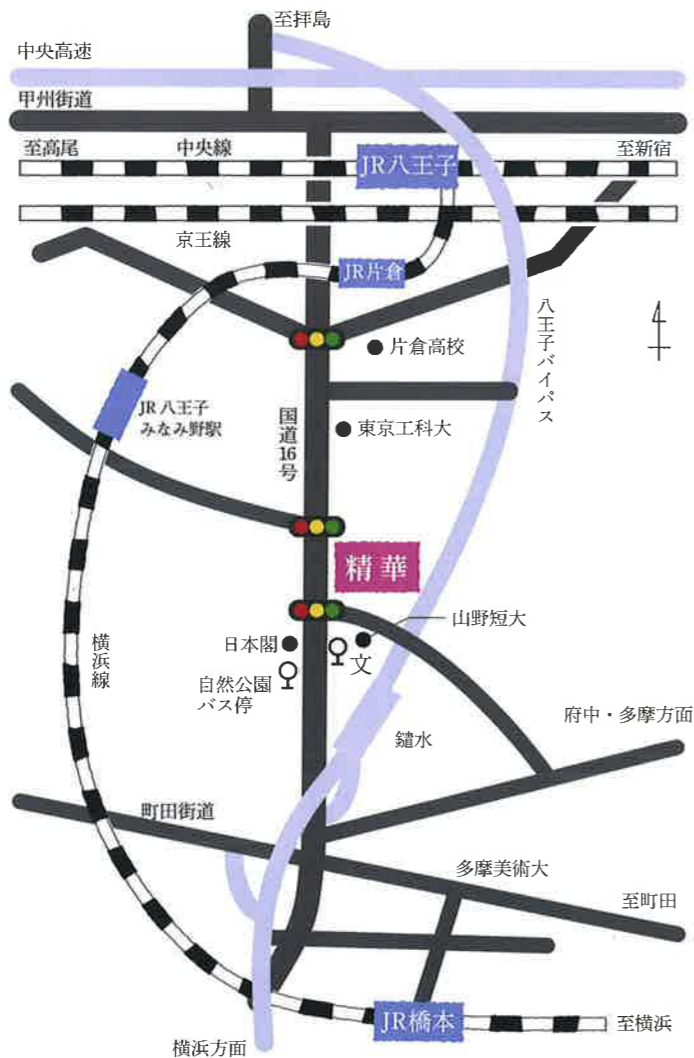 至拝島
中央高速
甲州街道
至高尾
中央線
JR八王子
至新宿
京王線
JR片倉
八王子バイパス
片倉高校
JR八王子
みなみ野駅
国道16号
東京工科大
精華
山野短大
日本閣
文
自然公園
バス停
横浜線
府中・多摩方面
鑓水
町田街道
多摩美術大
至町田
JR橋本
至横浜
横浜方面